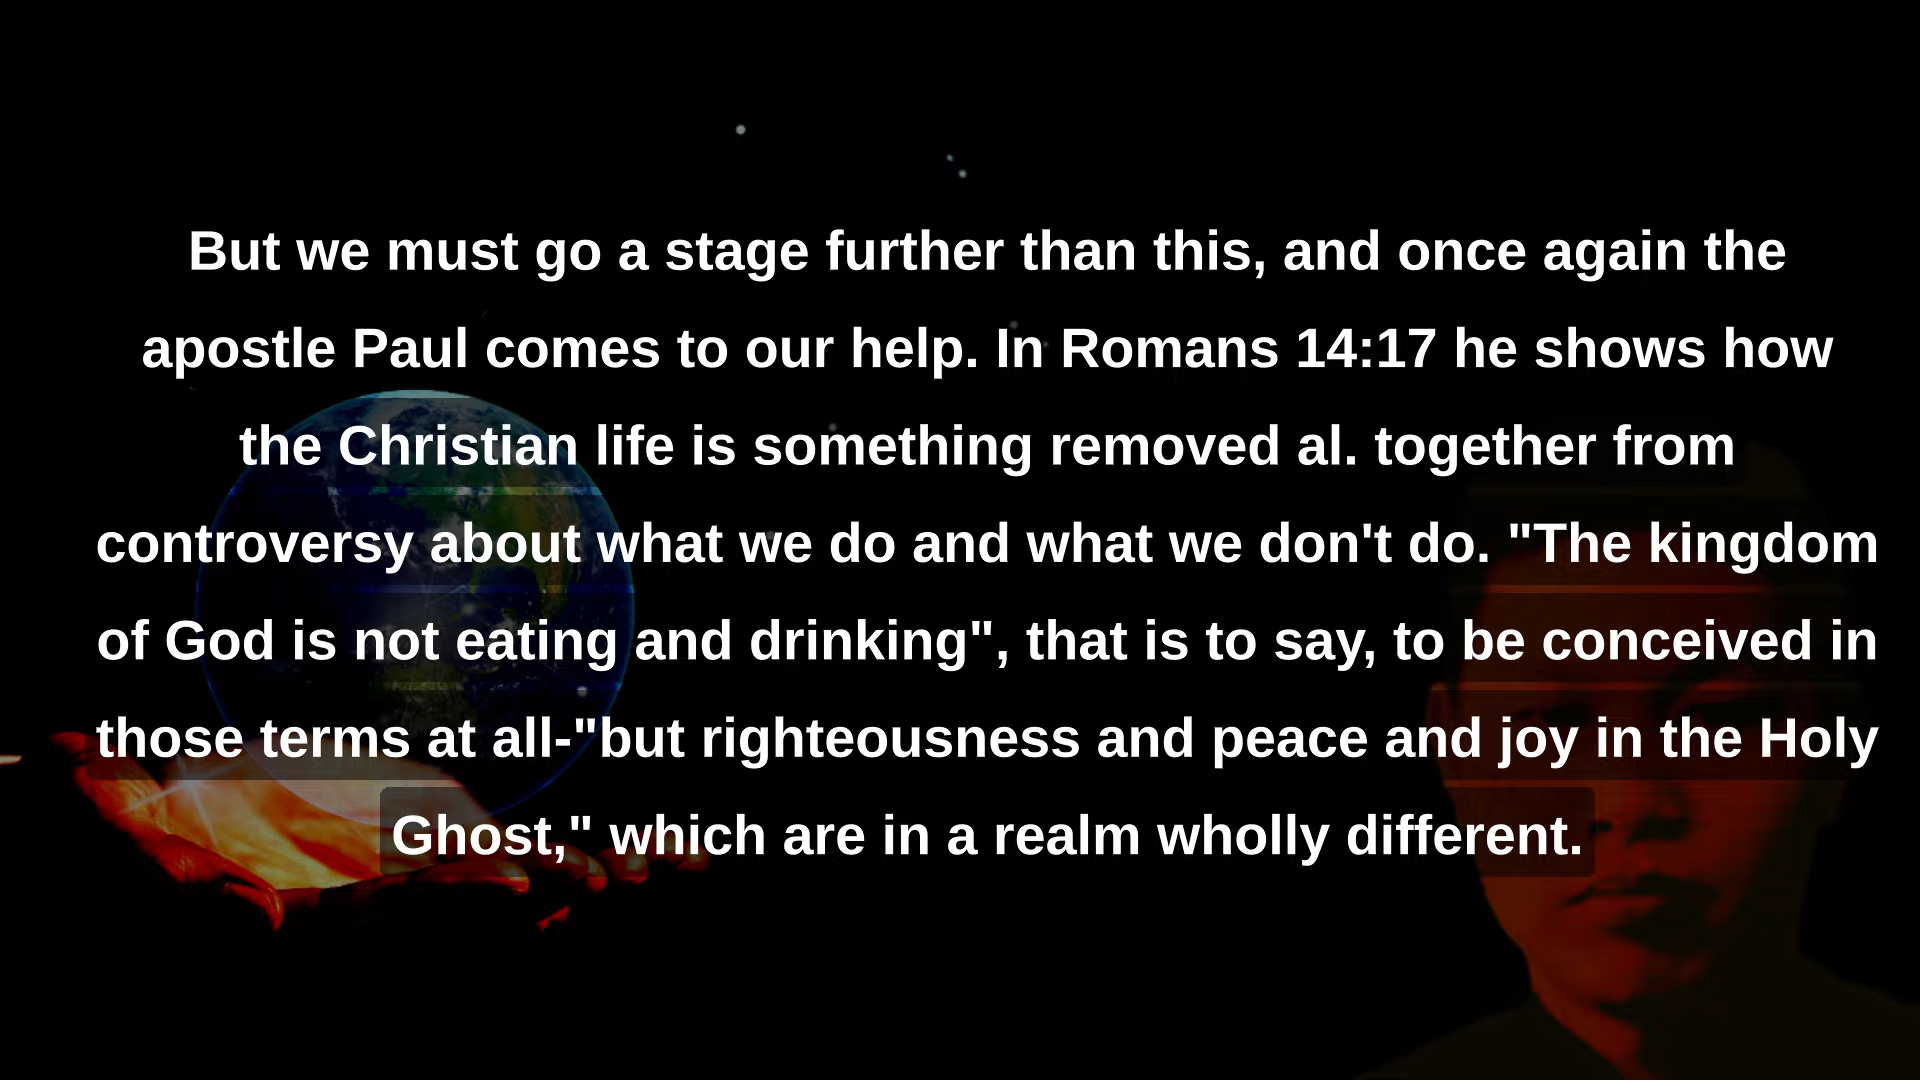 But we must go a stage further than this, and once again the
apostle Paul comes to our help. In Romans 14:17 he shows how
the Christian life is something removed al. together from
controversy about what we do and what we don't do. "The kingdom
of God is not eating and drinking", that is to say, to be conceived in
those terms at all-"but righteousness and peace and joy in the Holy
Ghost," which are in a realm wholly different.